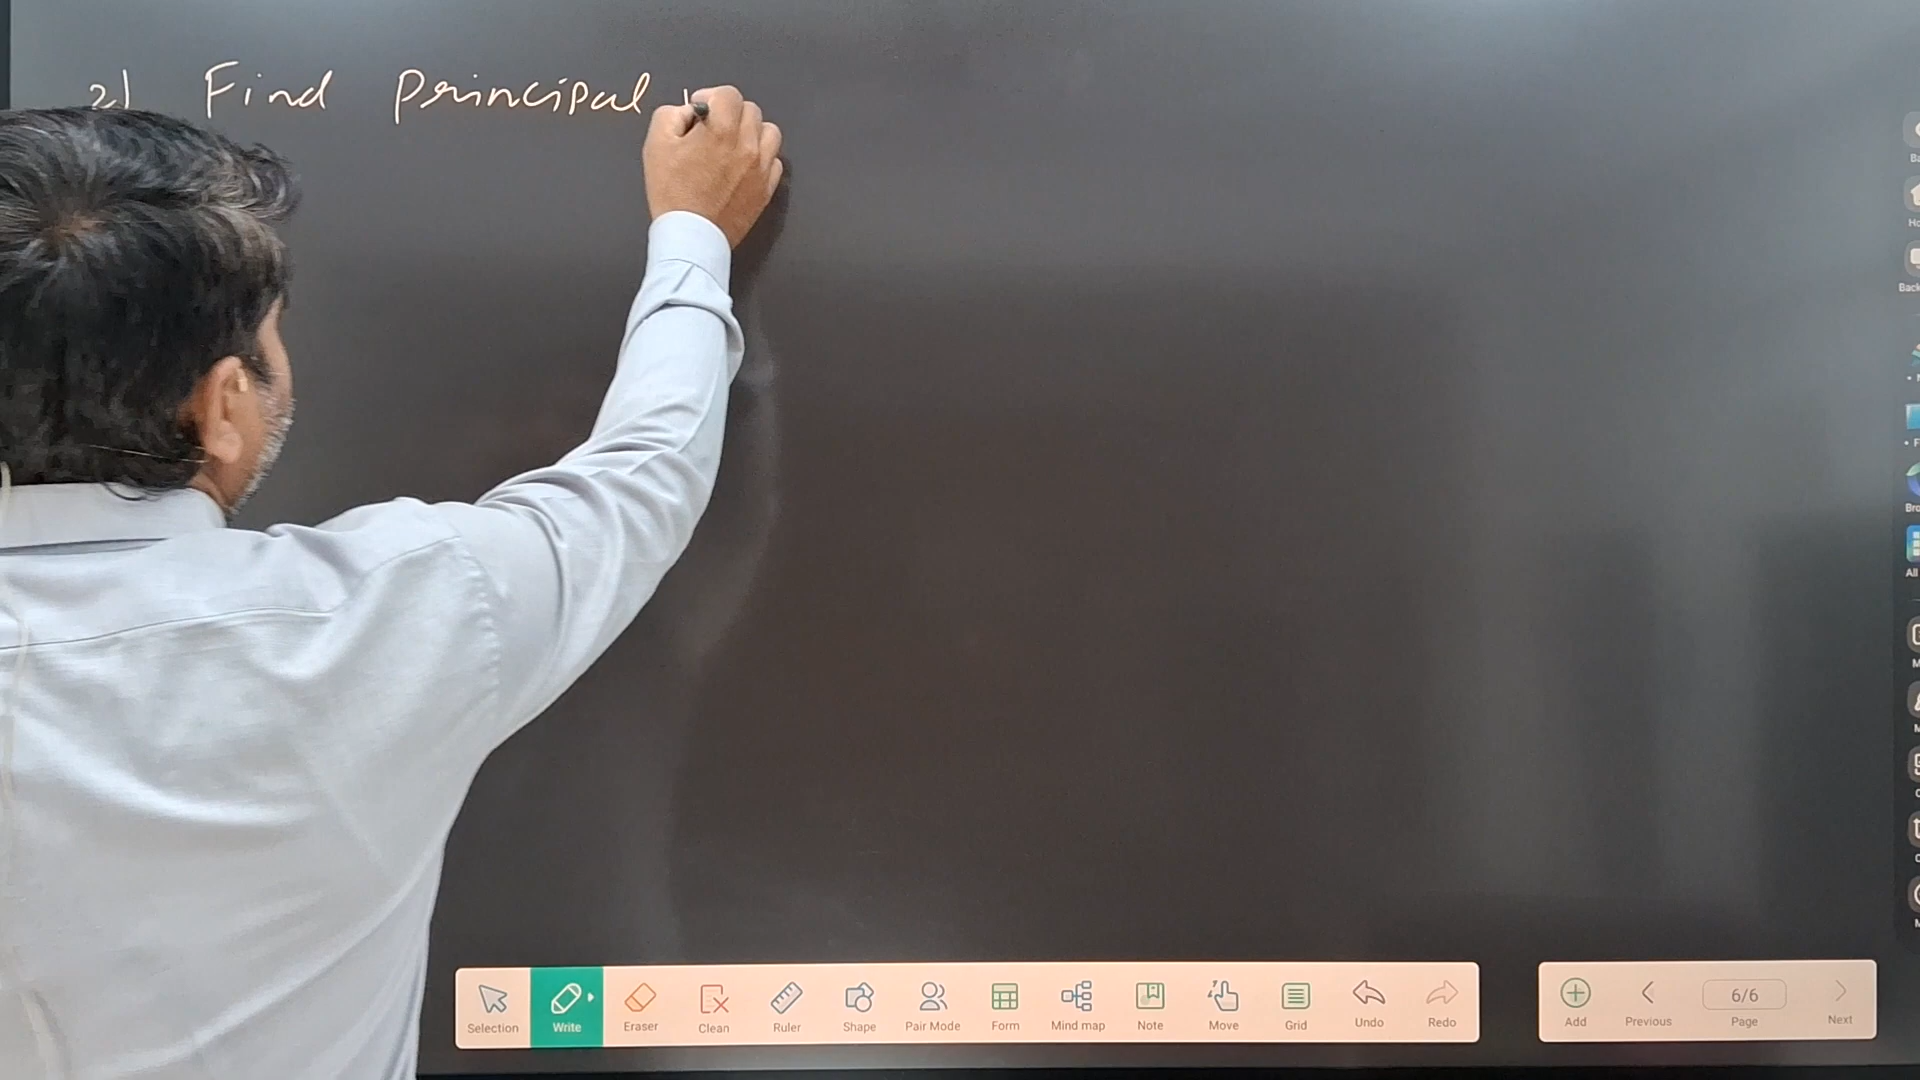 2) Find Principal
Selection
Write
Eraser
Clean
Ruler
Shape
Pair Mode
Form
Mind map
Note
Move
Grid
Undo
Redo
Add
Previous
6/6
Page
Next